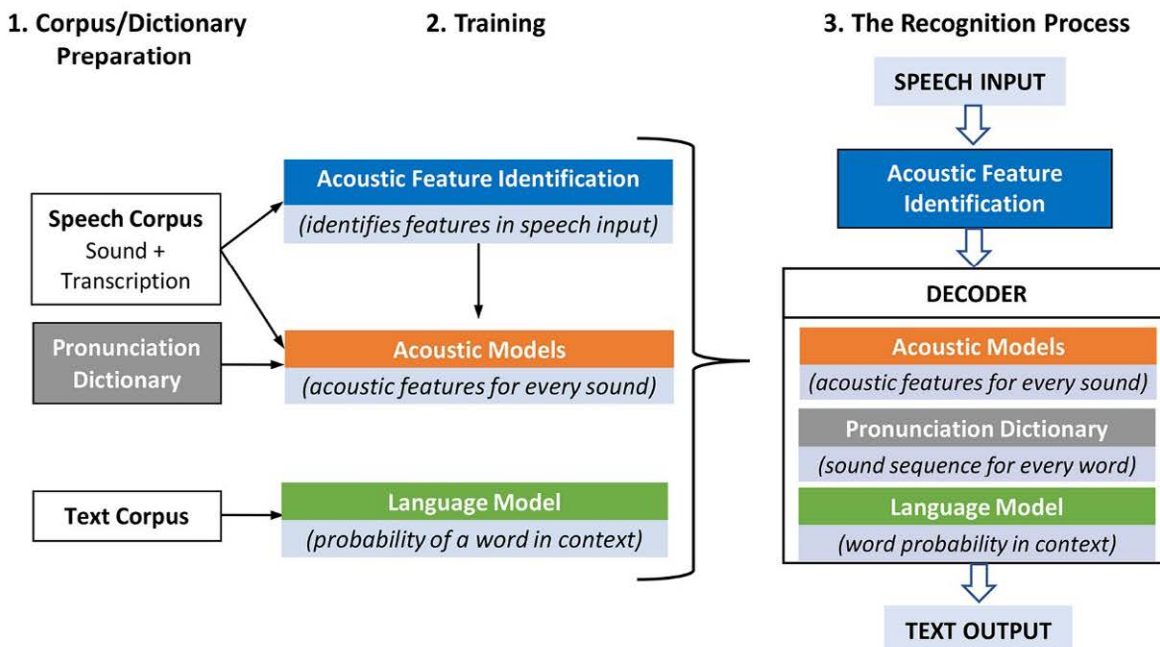 1. Corpus/Dictionary
Preparation
2. Training
3. The Recognition Process
Speech Corpus
Sound +
Transcription
Pronunciation
Dictionary
Text Corpus
Acoustic Feature Identification
(identifies features in speech input)
Acoustic Models
(acoustic features for every sound)
Language Model
(probability of a word in context)
SPEECH INPUT
Acoustic Feature
Identification
DECODER
Acoustic Models
(acoustic features for every sound)
Pronunciation Dictionary
(sound sequence for every word)
Language Model
(word probability in context)
TEXT OUTPUT